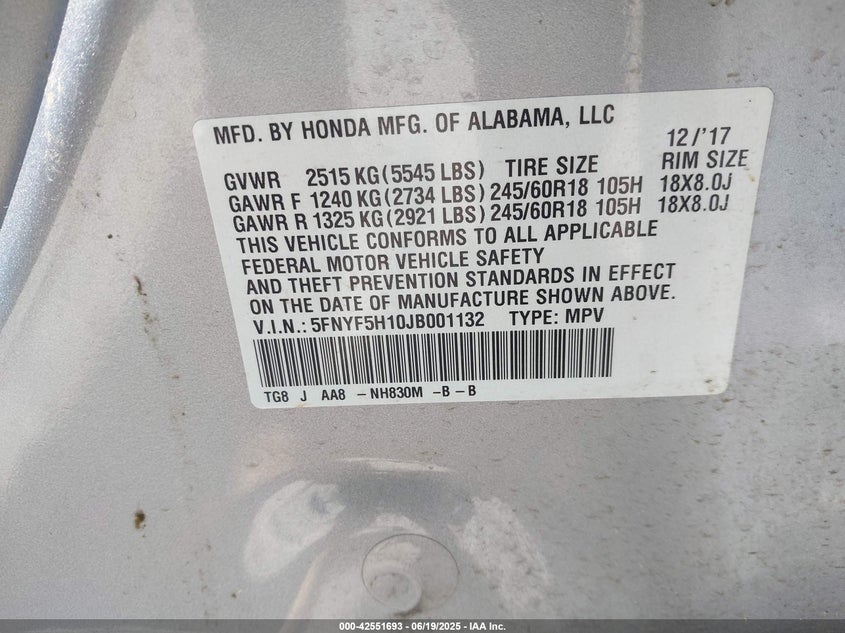 MFD. BY HONDA MFG. OF ALABAMA, LLC 12/'17
GVWR 2515 KG(5545 LBS) TIRE SIZE RIM SIZE
GAWR F 1240 KG(2734 LBS) 245/60R18 105H 18X8.0J
GAWR R 1325 KG(2921 LBS) 245/60R18 105H 18X8.0J
THIS VEHICLE CONFORMS TO ALL APPLICABLE
FEDERAL MOTOR VEHICLE SAFETY
AND THEFT PREVENTION STANDARDS IN EFFECT
ON THE DATE OF MANUFACTURE SHOWN ABOVE.
V.I.N.: 5FNYF5H10JB001132 TYPE: MPV
TG8 J AA8 -NH830M -B-B
000-42551693 - 06/19/2025 - IAA Inc.